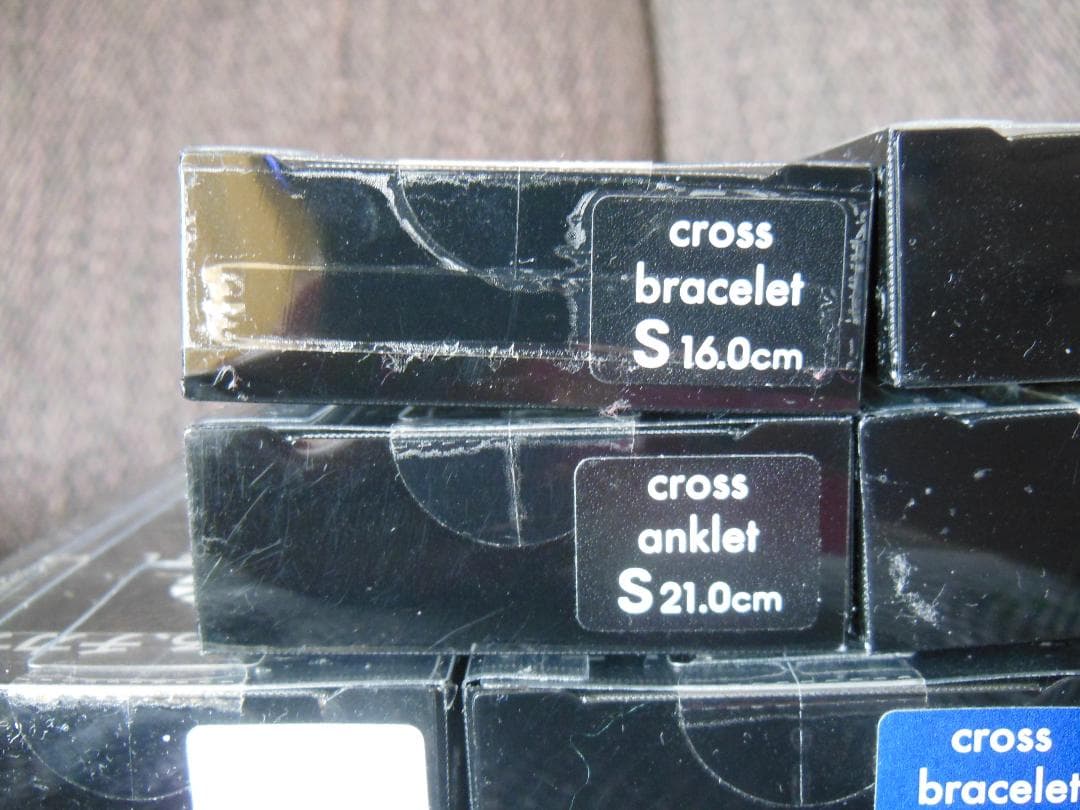 cross
bracelet
S 16.0cm
cross
anklet
S 21.0cm
cross
bracelet